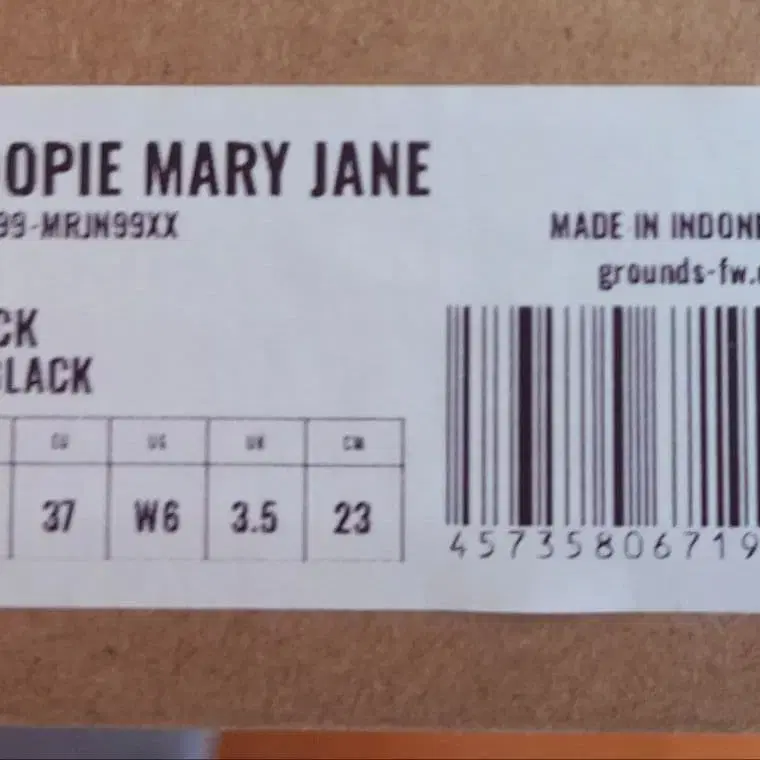 OPIE MARY JANE
99-MRJN99XX
MADE IN INDON
grounds-fw.
CK
LACK
EU US UK CM
37 W6 3.5 23
45735806719